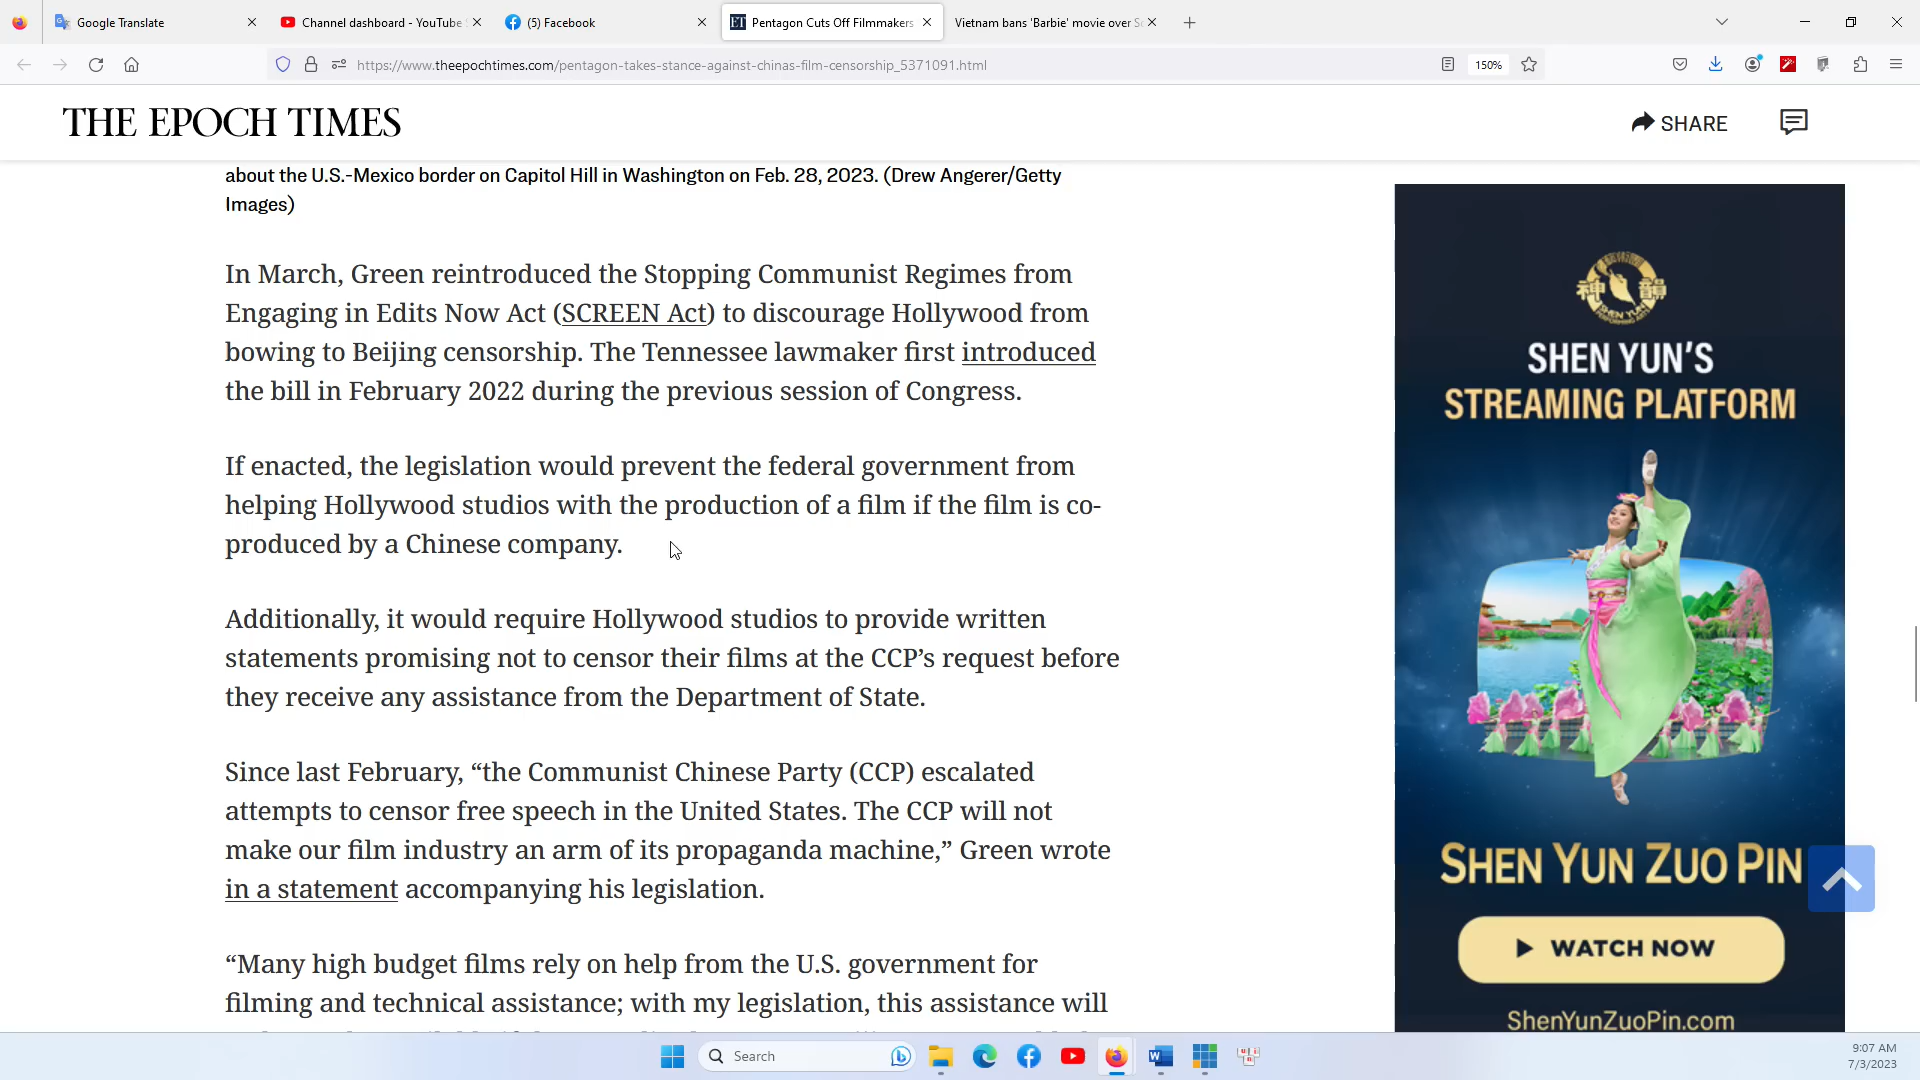 Google Translate
Channel dashboard - YouTube
(5) Facebook
Pentagon Cuts Off Filmmakers
Vietnam bans 'Barbie' movie over S
https://www.theepochtimes.com/pentagon-takes-stance-against-chinas-film-censorship_5371091.html
150%
THE EPOCH TIMES
SHARE
about the U.S.-Mexico border on Capitol Hill in Washington on Feb. 28, 2023. (Drew Angerer/Getty
Images)
In March, Green reintroduced the Stopping Communist Regimes from
Engaging in Edits Now Act (SCREEN Act) to discourage Hollywood from
bowing to Beijing censorship. The Tennessee lawmaker first introduced
the bill in February 2022 during the previous session of Congress.
If enacted, the legislation would prevent the federal government from
helping Hollywood studios with the production of a film if the film is co-
produced by a Chinese company.
Additionally, it would require Hollywood studios to provide written
statements promising not to censor their films at the CCP’s request before
they receive any assistance from the Department of State.
Since last February, “the Communist Chinese Party (CCP) escalated
attempts to censor free speech in the United States. The CCP will not
make our film industry an arm of its propaganda machine,” Green wrote
in a statement accompanying his legislation.
“Many high budget films rely on help from the U.S. government for
filming and technical assistance; with my legislation, this assistance will
神韻
SHEN YUN
SHEN YUN'S
STREAMING PLATFORM
SHEN YUN ZUO PIN
WATCH NOW
ShenYunZuoPin.com
Search
9:07 AM
7/3/2023